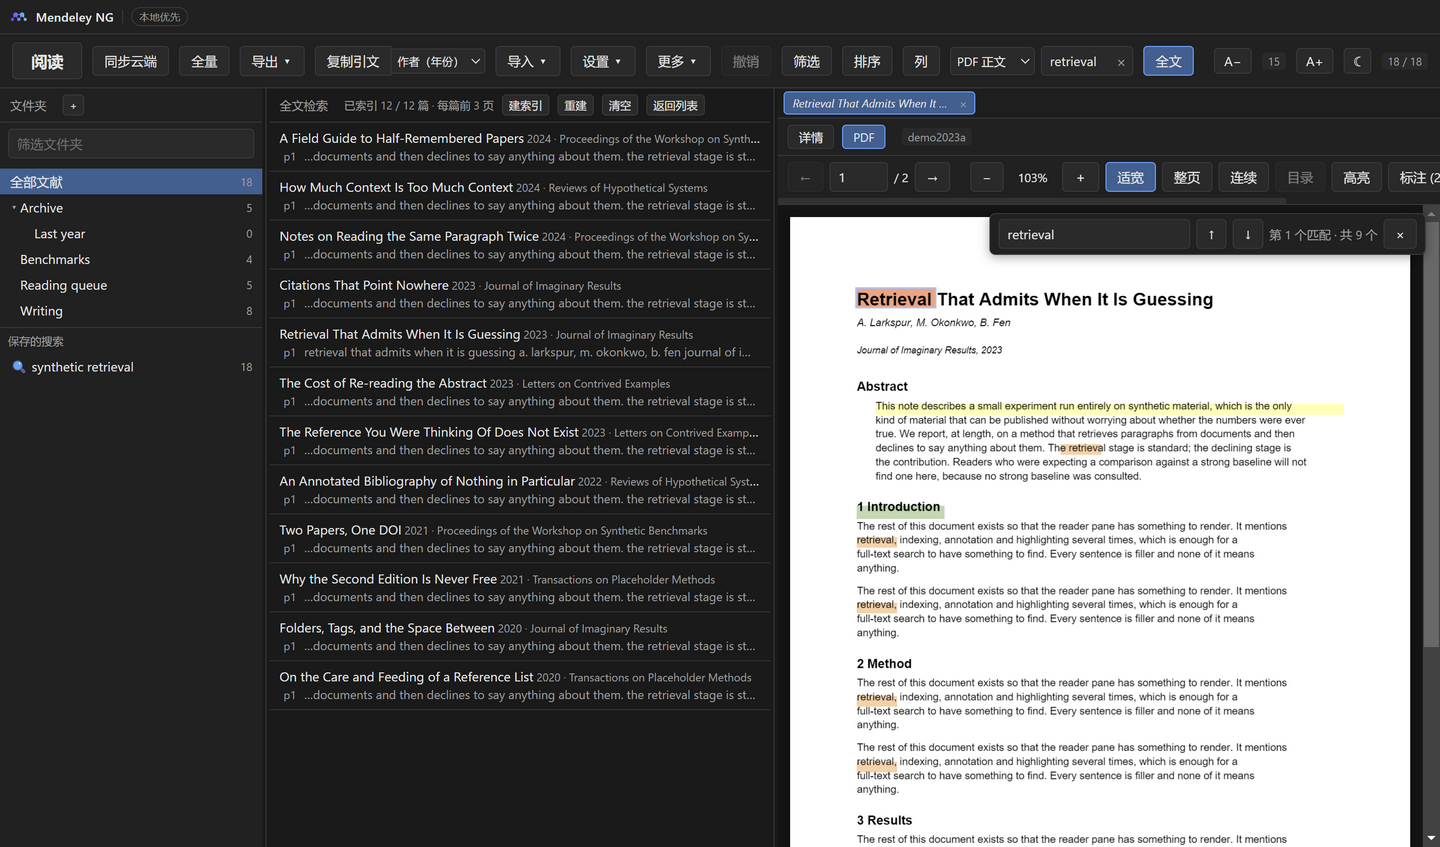 Mendeley NG
本地优先
阅读
同步云端
全量
导出 ▾
复制引文
作者（年份）
导入 ▾
设置 ▾
更多 ▾
撤销
筛选
排序
列
PDF 正文
retrieval ×
全文
A−
15
A+
☾
18 / 18
文件夹
+
筛选文件夹
全部文献 18
▾ Archive 5
Last year 0
Benchmarks 4
Reading queue 5
Writing 8
保存的搜索
🔍 synthetic retrieval 18
全文检索 已索引 12 / 12 篇 · 每篇前 3 页 建索引 重建 清空 返回列表
A Field Guide to Half-Remembered Papers 2024 · Proceedings of the Workshop on Synth...
p1 ...documents and then declines to say anything about them. the retrieval stage is st...
How Much Context Is Too Much Context 2024 · Reviews of Hypothetical Systems
p1 ...documents and then declines to say anything about them. the retrieval stage is st...
Notes on Reading the Same Paragraph Twice 2024 · Proceedings of the Workshop on Sy...
p1 ...documents and then declines to say anything about them. the retrieval stage is st...
Citations That Point Nowhere 2023 · Journal of Imaginary Results
p1 ...documents and then declines to say anything about them. the retrieval stage is st...
Retrieval That Admits When It Is Guessing 2023 · Journal of Imaginary Results
p1 retrieval that admits when it is guessing a. larkspur, m. okonkwo, b. fen journal of i...
The Cost of Re-reading the Abstract 2023 · Letters on Contrived Examples
p1 ...documents and then declines to say anything about them. the retrieval stage is st...
The Reference You Were Thinking Of Does Not Exist 2023 · Letters on Contrived Examp...
p1 ...documents and then declines to say anything about them. the retrieval stage is st...
An Annotated Bibliography of Nothing in Particular 2022 · Reviews of Hypothetical Syst...
p1 ...documents and then declines to say anything about them. the retrieval stage is st...
Two Papers, One DOI 2021 · Proceedings of the Workshop on Synthetic Benchmarks
p1 ...documents and then declines to say anything about them. the retrieval stage is st...
Why the Second Edition Is Never Free 2021 · Transactions on Placeholder Methods
p1 ...documents and then declines to say anything about them. the retrieval stage is st...
Folders, Tags, and the Space Between 2020 · Journal of Imaginary Results
p1 ...documents and then declines to say anything about them. the retrieval stage is st...
On the Care and Feeding of a Reference List 2020 · Transactions on Placeholder Methods
p1 ...documents and then declines to say anything about them. the retrieval stage is st...
Retrieval That Admits When It ... ×
详情 PDF demo2023a
← 1 / 2 → − 103% + 适宽 整页 连续 目录 高亮 标注 (2
retrieval ↑ ↓ 第 1 个匹配 · 共 9 个 ×
Retrieval That Admits When It Is Guessing
A. Larkspur, M. Okonkwo, B. Fen
Journal of Imaginary Results, 2023
Abstract
This note describes a small experiment run entirely on synthetic material, which is the only
kind of material that can be published without worrying about whether the numbers were ever
true. We report, at length, on a method that retrieves paragraphs from documents and then
declines to say anything about them. The retrieval stage is standard; the declining stage is
the contribution. Readers who were expecting a comparison against a strong baseline will not
find one here, because no strong baseline was consulted.
1 Introduction
The rest of this document exists so that the reader pane has something to render. It mentions
retrieval, indexing, annotation and highlighting several times, which is enough for a
full-text search to have something to find. Every sentence is filler and none of it means
anything.
The rest of this document exists so that the reader pane has something to render. It mentions
retrieval, indexing, annotation and highlighting several times, which is enough for a
full-text search to have something to find. Every sentence is filler and none of it means
anything.
2 Method
The rest of this document exists so that the reader pane has something to render. It mentions
retrieval, indexing, annotation and highlighting several times, which is enough for a
full-text search to have something to find. Every sentence is filler and none of it means
anything.
The rest of this document exists so that the reader pane has something to render. It mentions
retrieval, indexing, annotation and highlighting several times, which is enough for a
full-text search to have something to find. Every sentence is filler and none of it means
anything.
3 Results
The rest of this document exists so that the reader pane has something to render. It mentions